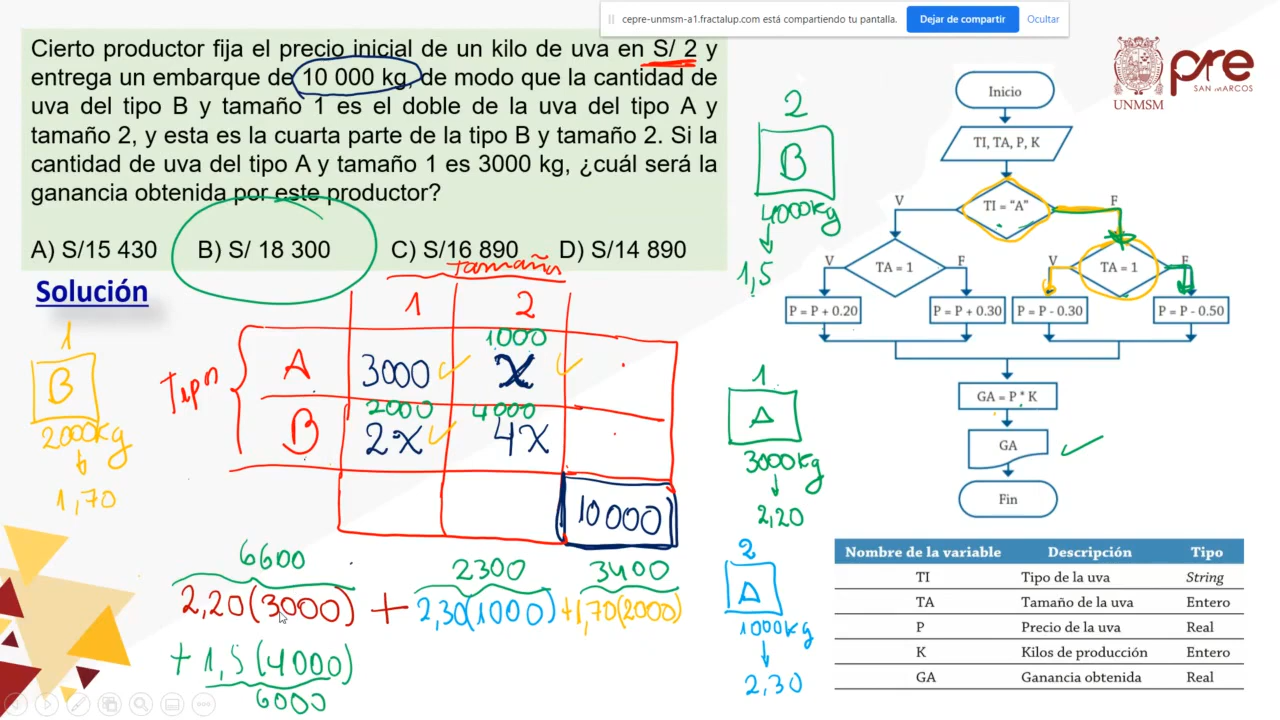 cepre-unmsm-a1.fractalup.com está compartiendo tu pantalla.
Dejar de compartir
Ocultar
Cierto productor fija el precio inicial de un kilo de uva en S/ 2 y
entrega un embarque de 10 000 kg, de modo que la cantidad de
uva del tipo B y tamaño 1 es el doble de la uva del tipo A y
tamaño 2, y esta es la cuarta parte de la tipo B y tamaño 2. Si la
cantidad de uva del tipo A y tamaño 1 es 3000 kg, ¿cuál será la
ganancia obtenida por este productor?
A) S/15 430 B) S/ 18 300 C) S/16 890 D) S/14 890
Solución
1
B
2000kg
1,70
tamaño
1 2
Tipo
A 3000 1000 x
B 2000 2x 4000 4x
10000
6600 2300 3400
2,20(3000) + 2,30(1000) +1,70(2000)
+ 1,5(4000)
6000
2
B
4000kg
1,5
1
A
3000kg
2,20
2
A
1000kg
2,30
UNMSM
pre
SAN MARCOS
Inicio
TI, TA, P, K
V TI = "A" F
V TA = 1 F
V TA = 1 F
P = P + 0.20
P = P + 0.30
P = P - 0.30
P = P - 0.50
GA = P * K
GA
Fin
Nombre de la variable Descripción Tipo
TI Tipo de la uva String
TA Tamaño de la uva Entero
P Precio de la uva Real
K Kilos de producción Entero
GA Ganancia obtenida Real